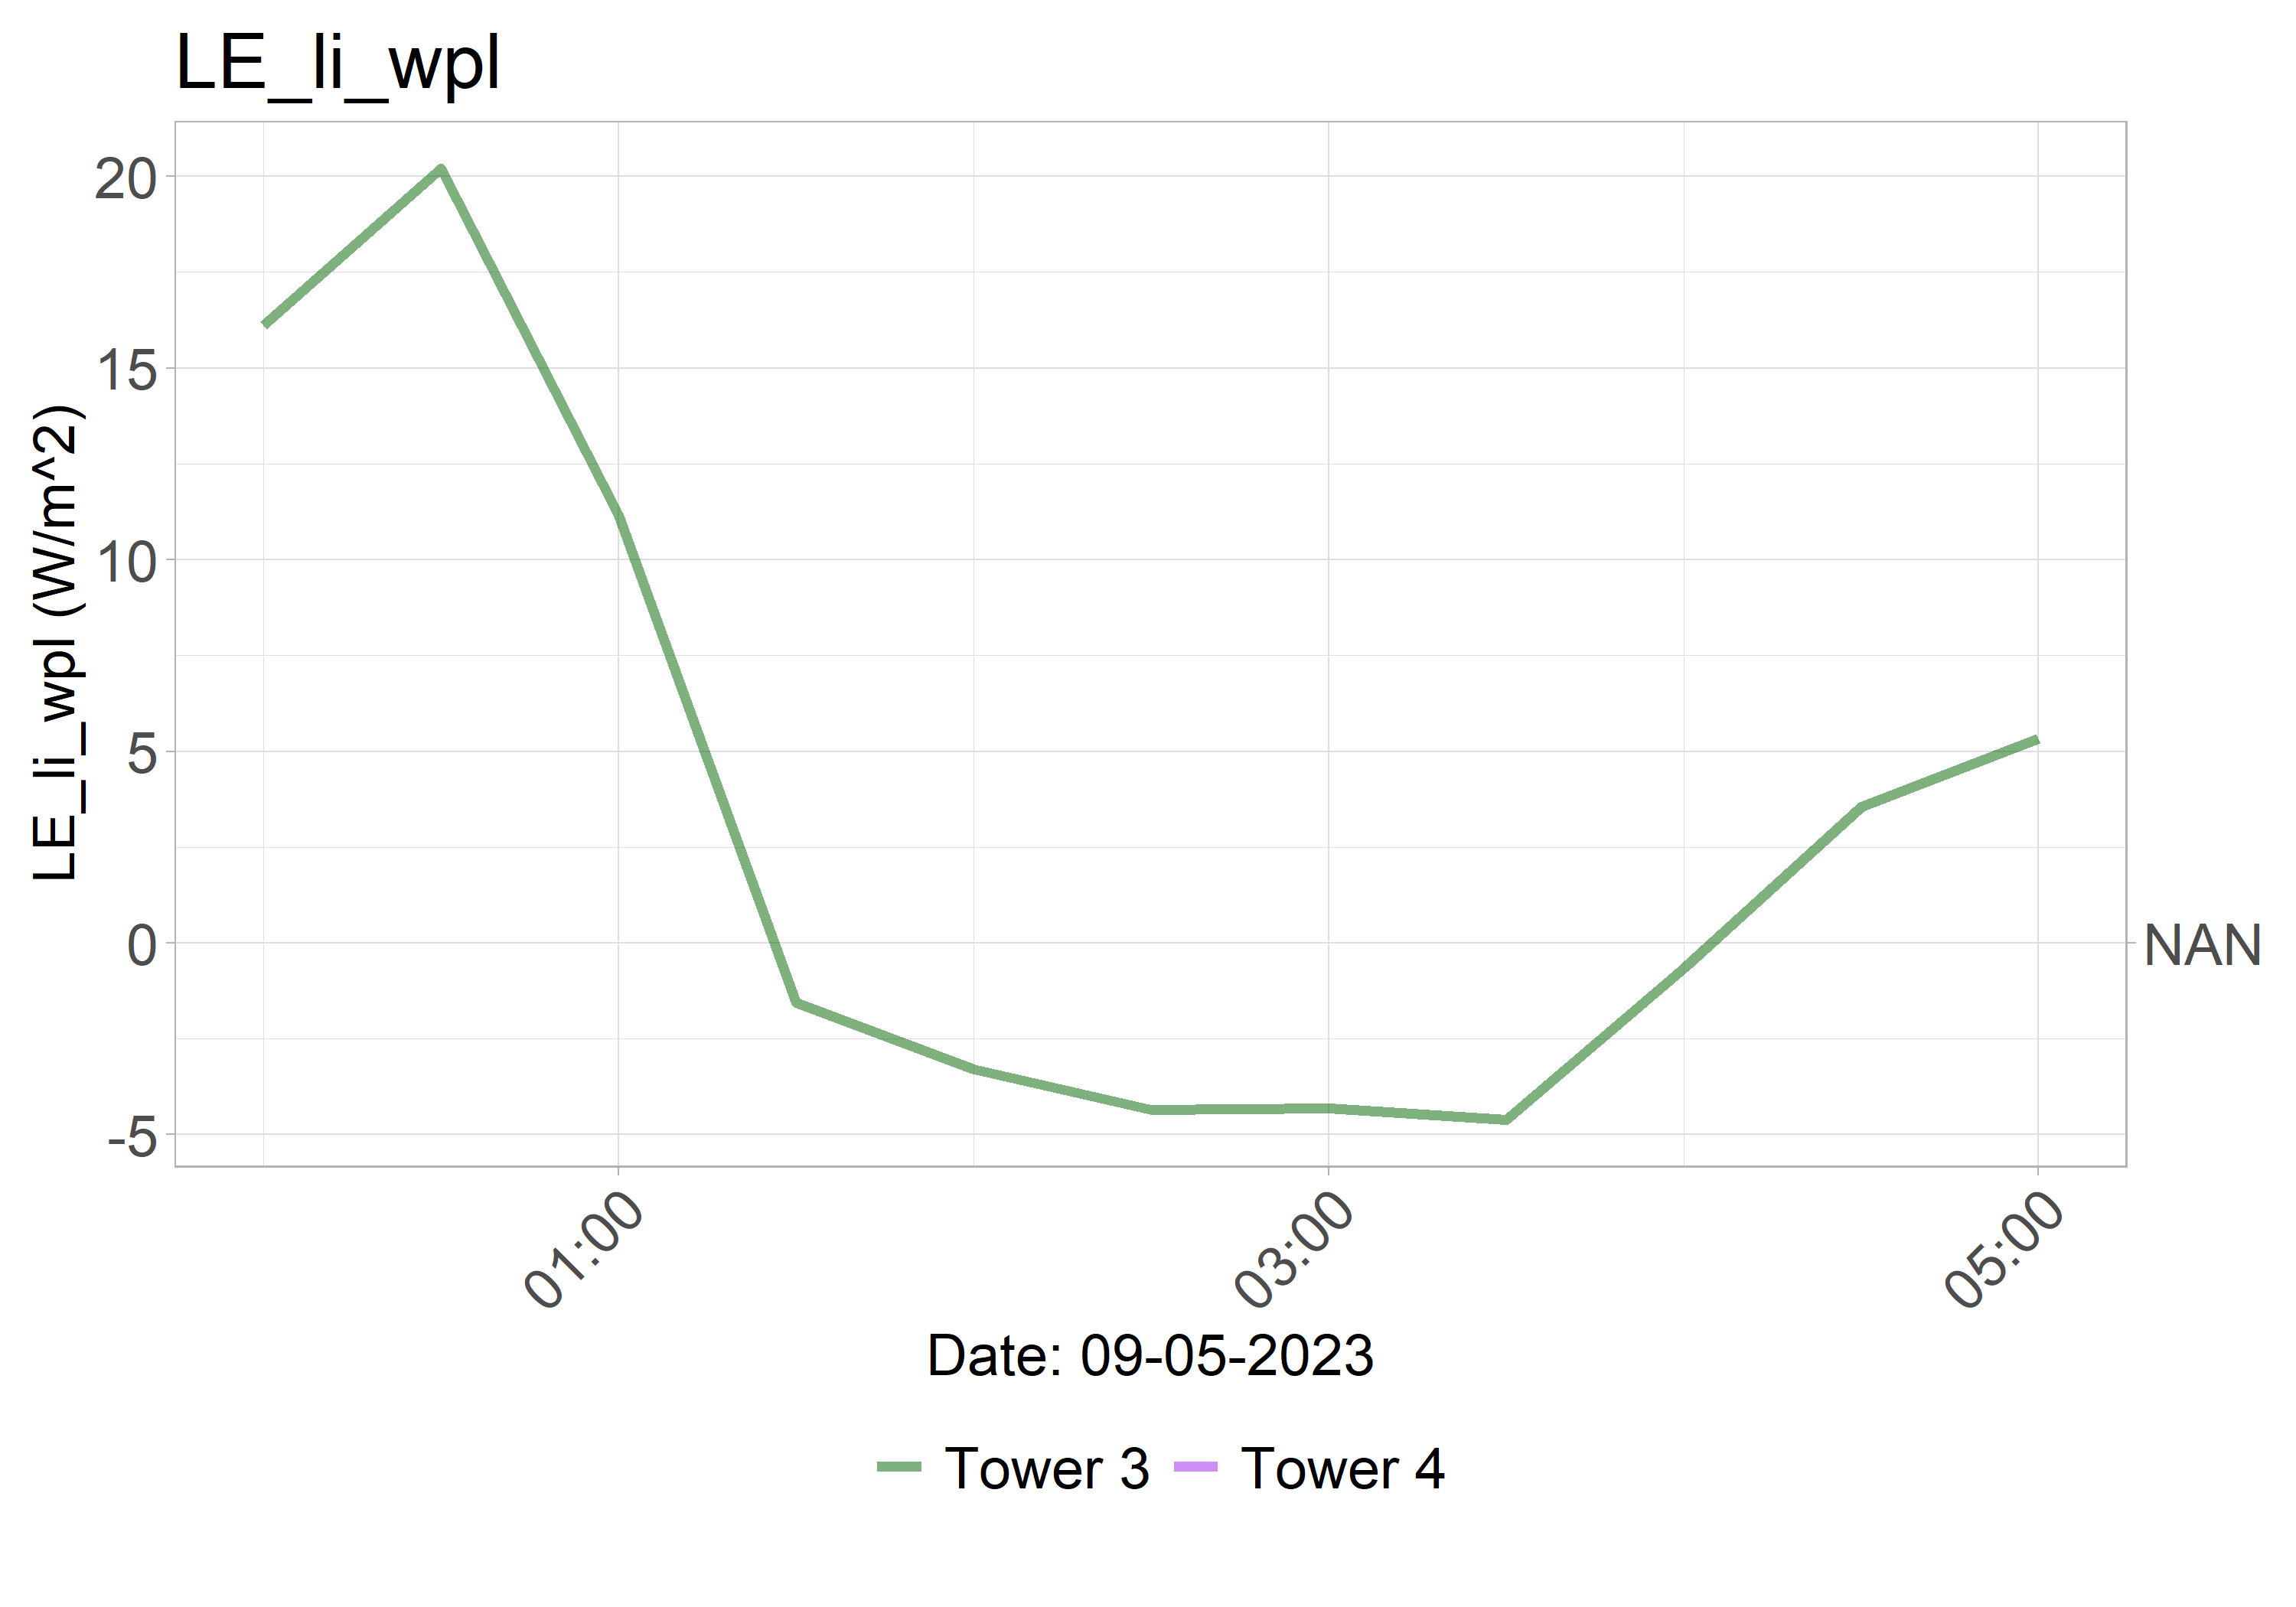 LE_li_wpl
LE_li_wpl (W/m^2)
20
15
10
5
0
-5
NAN
01:00
03:00
05:00
Date: 09-05-2023
Tower 3
Tower 4